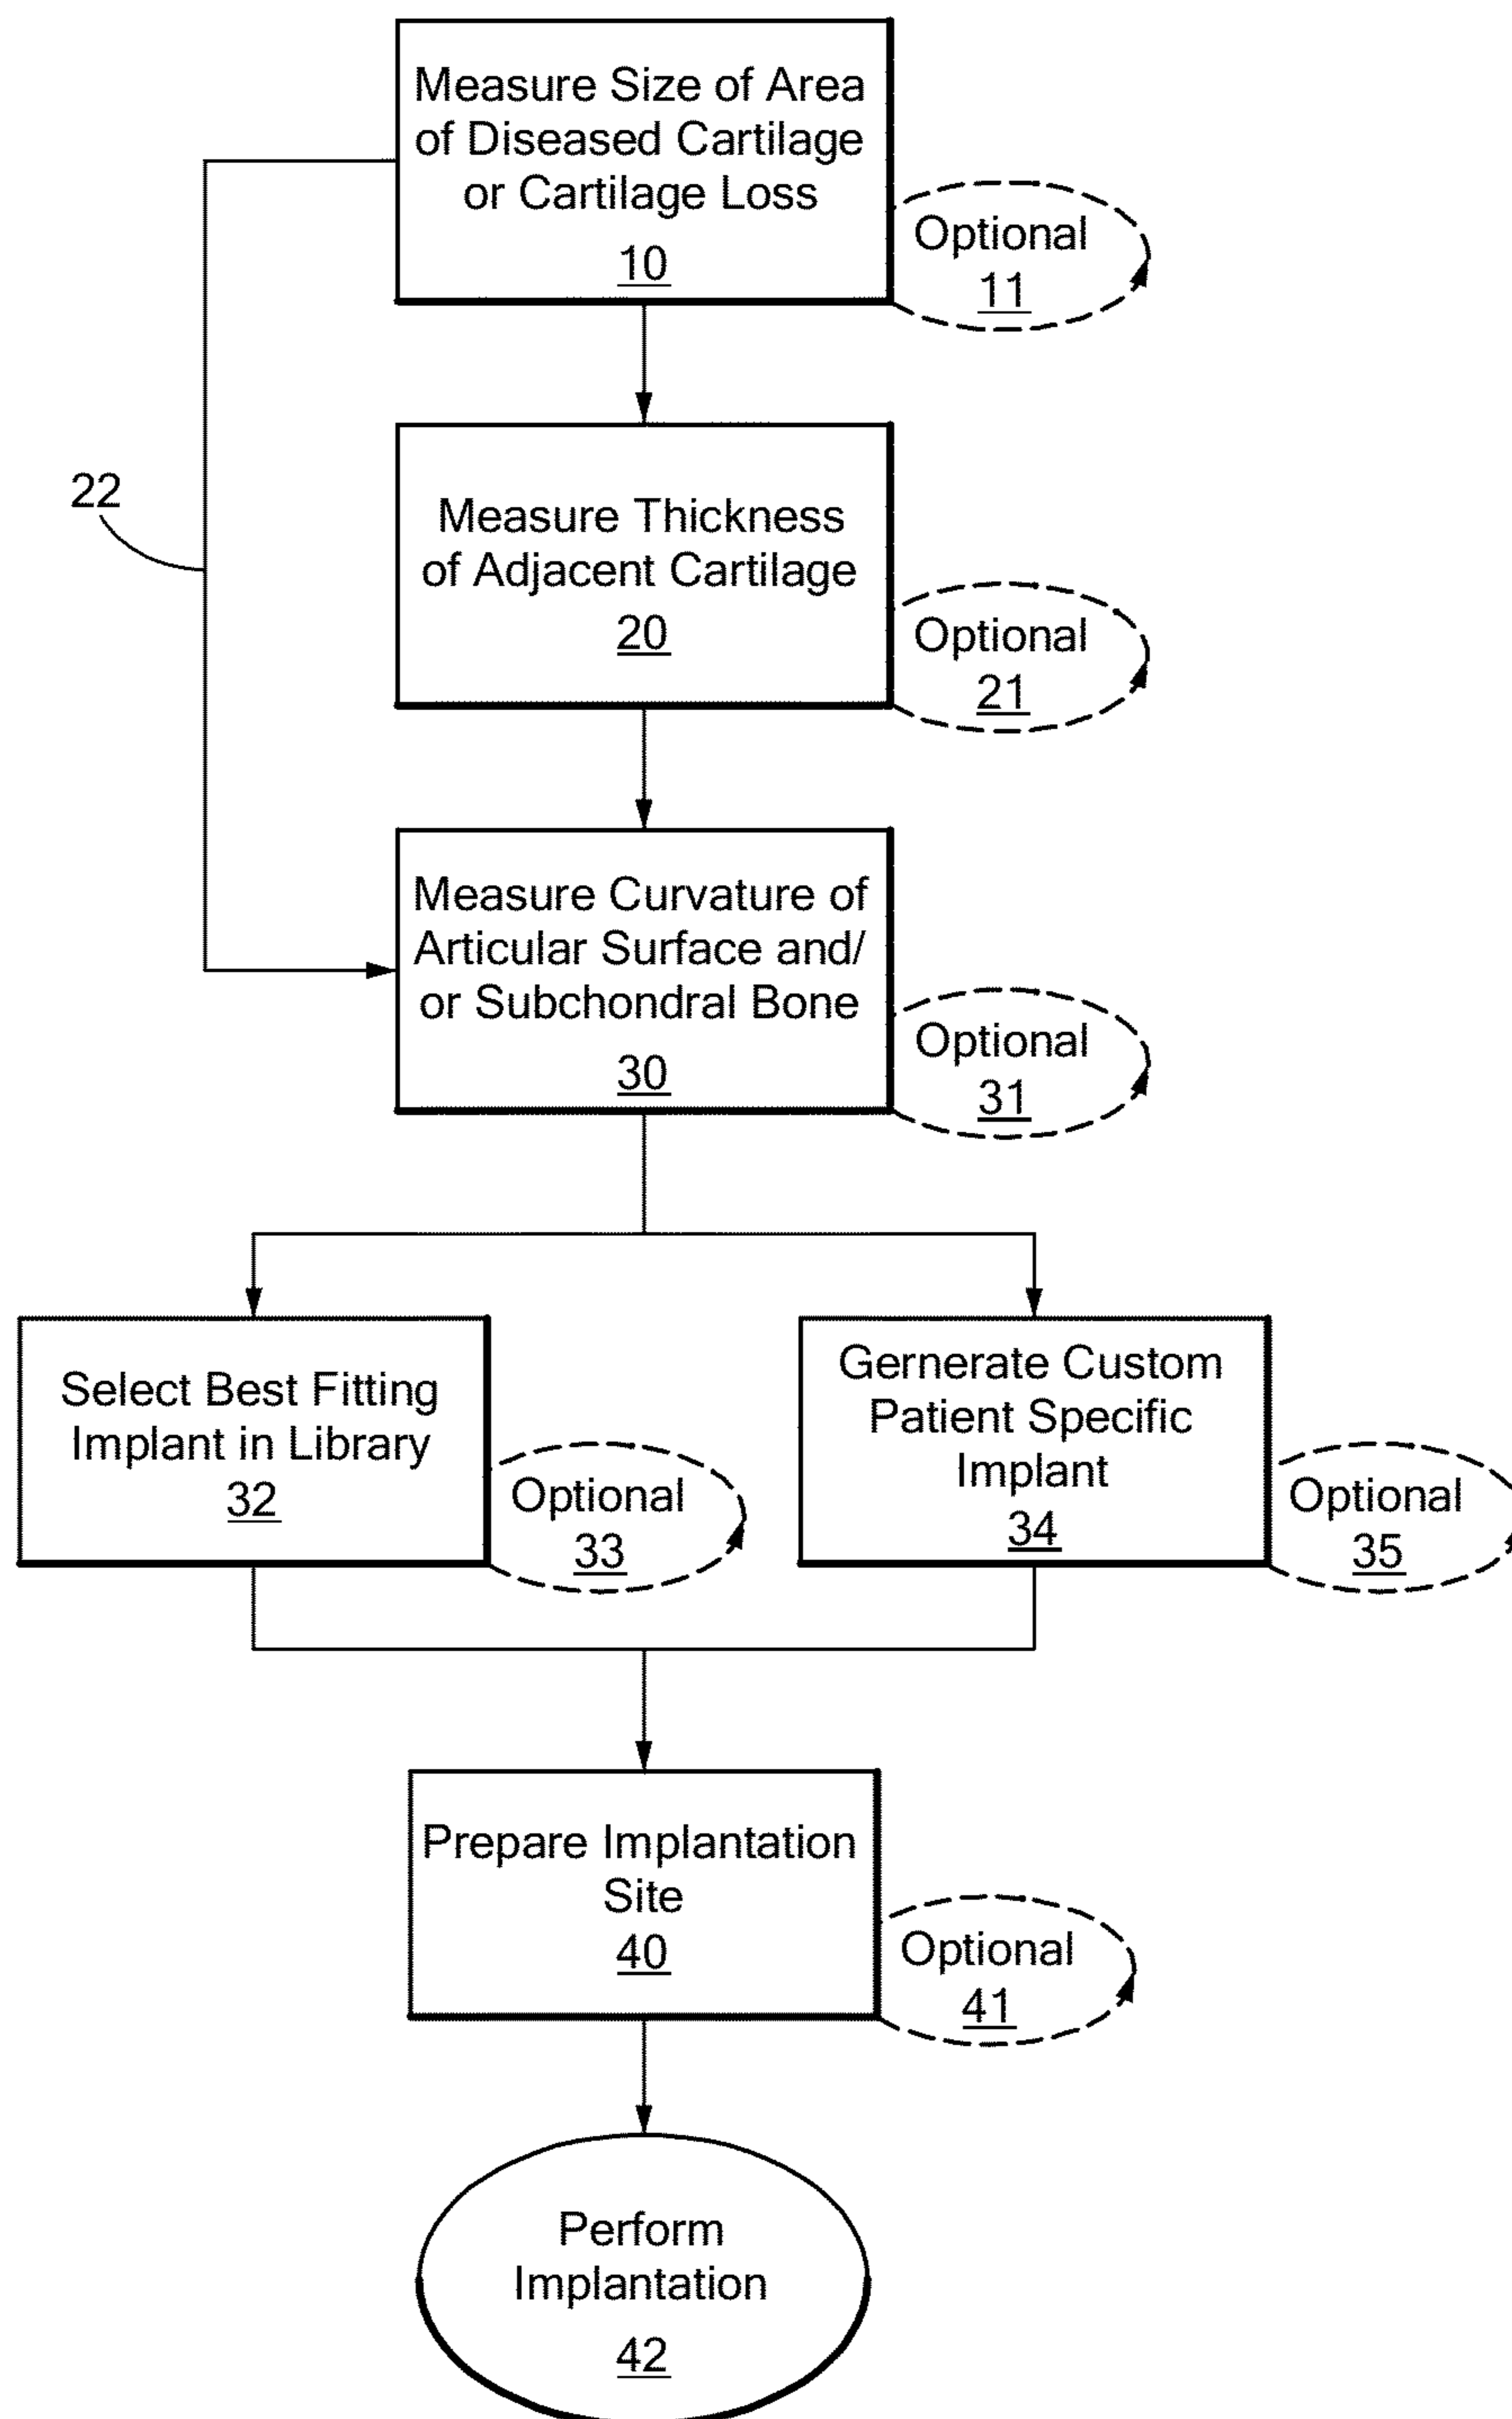 Measure Size of Area
of Diseased Cartilage
or Cartilage Loss
10
Optional
11
22
Measure Thickness
of Adjacent Cartilage
20
Optional
21
Measure Curvature of
Articular Surface and/
or Subchondral Bone
30
Optional
31
Select Best Fitting
Implant in Library
32
Optional
33
Gernerate Custom
Patient Specific
Implant
34
Optional
35
Prepare Implantation
Site
40
Optional
41
Perform
Implantation
42